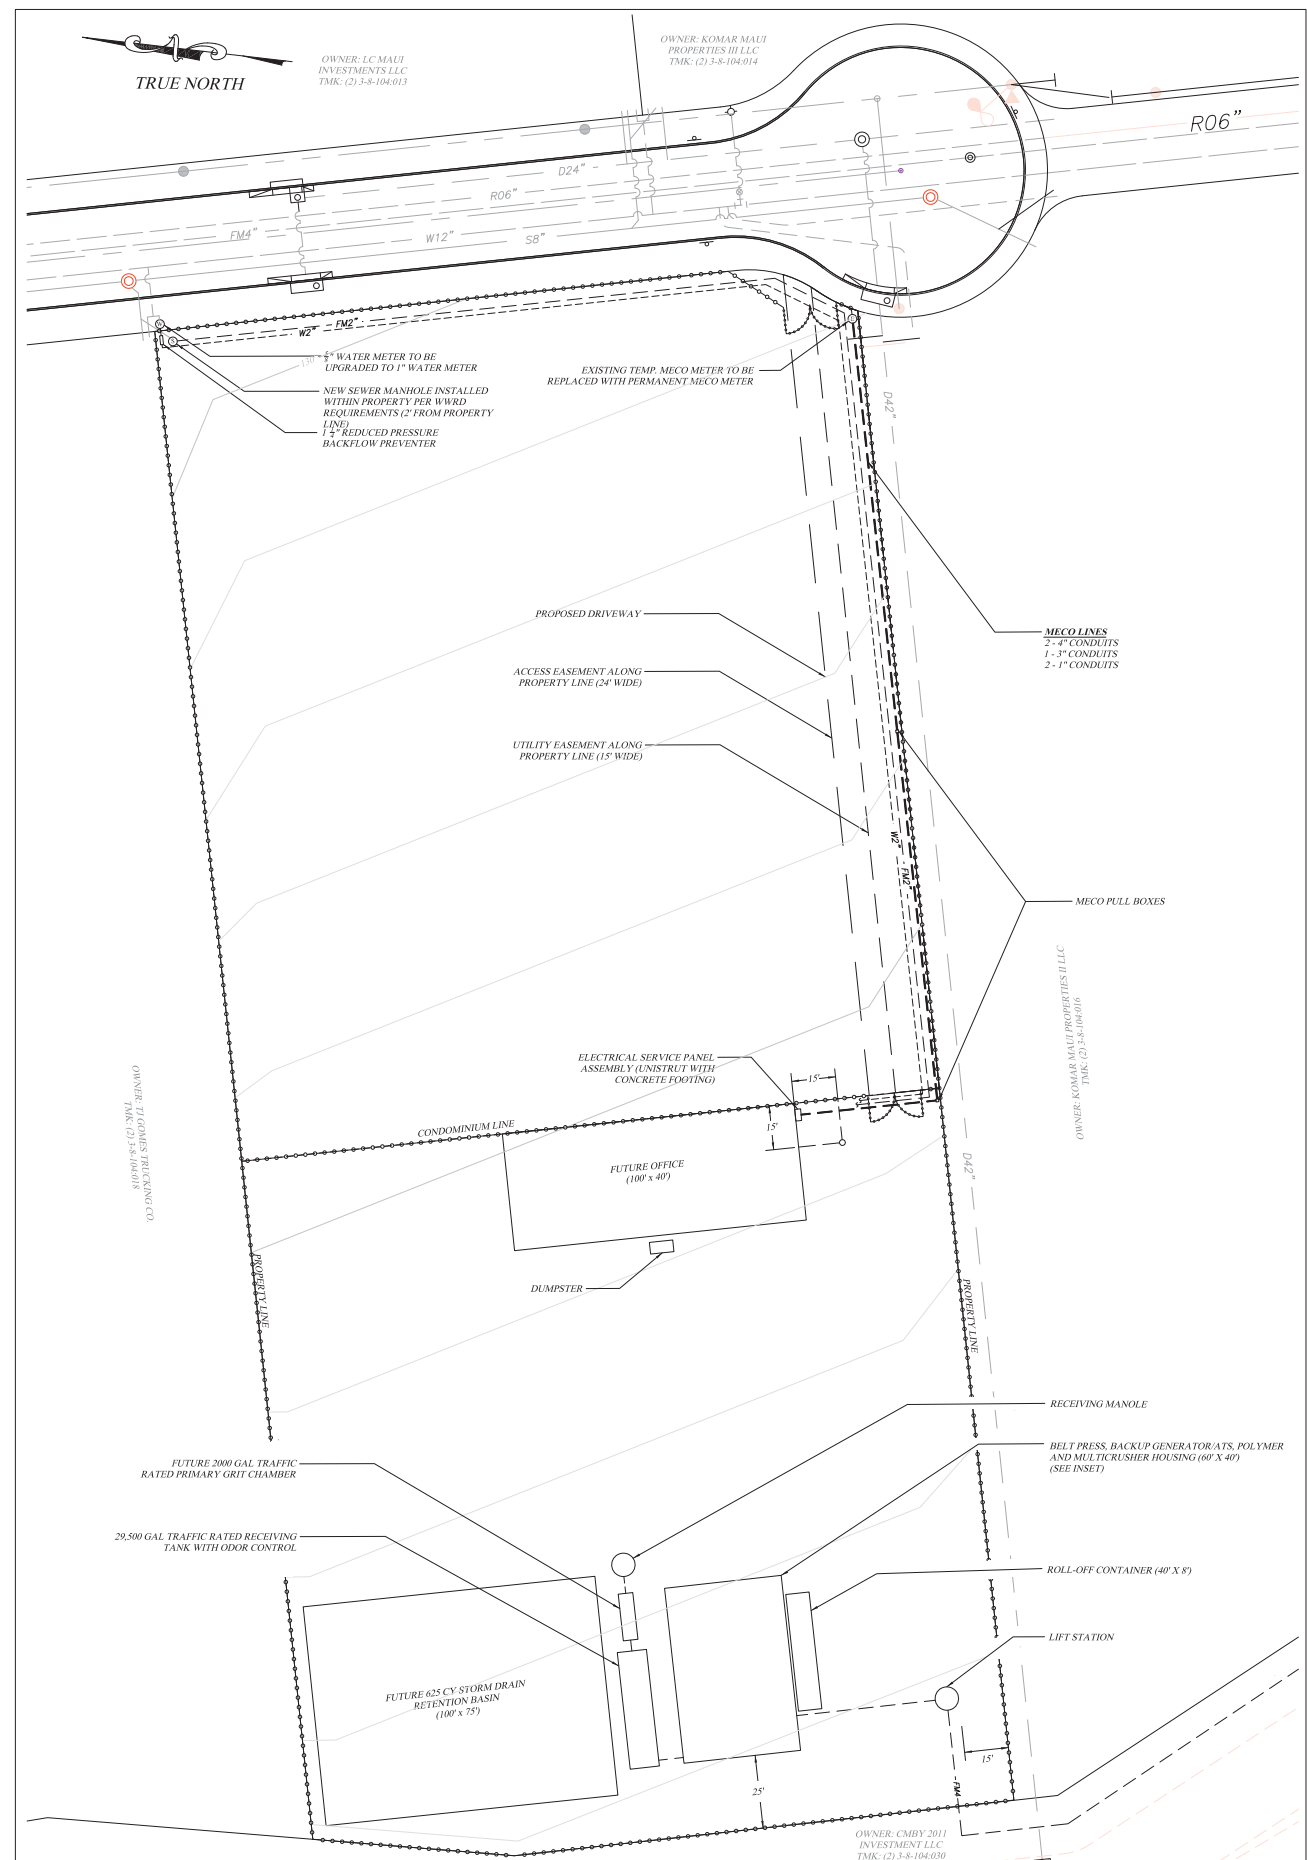 TRUE NORTH
OWNER: LC MAUI
INVESTMENTS LLC
TMK: (2) 3-8-104:013
OWNER: KOMAR MAUI
PROPERTIES III LLC
TMK: (2) 3-8-104:014
R06"
D24"
R06"
FM4"
W12"
S8"
W2"
FM2"
W
S
130
5/8" WATER METER TO BE
UPGRADED TO 1" WATER METER
NEW SEWER MANHOLE INSTALLED
WITHIN PROPERTY PER WWRD
REQUIREMENTS (2' FROM PROPERTY
LINE)
1 1/4" REDUCED PRESSURE
BACKFLOW PREVENTER
EXISTING TEMP. MECO METER TO BE
REPLACED WITH PERMANENT MECO METER
D42"
PROPOSED DRIVEWAY
MECO LINES
2 - 4" CONDUITS
1 - 3" CONDUITS
2 - 1" CONDUITS
ACCESS EASEMENT ALONG
PROPERTY LINE (24' WIDE)
UTILITY EASEMENT ALONG
PROPERTY LINE (15' WIDE)
W2"
FM2"
MECO PULL BOXES
OWNER: KOMAR MAUI PROPERTIES II LLC
TMK: (2) 3-8-104:016
ELECTRICAL SERVICE PANEL
ASSEMBLY (UNISTRUT WITH
CONCRETE FOOTING)
15'
15'
CONDOMINIUM LINE
OWNER: TJ GOMES TRUCKING CO.
TMK: (2) 3-8-104:018
FUTURE OFFICE
(100' x 40')
D42"
DUMPSTER
PROPERTY LINE
PROPERTY LINE
RECEIVING MANOLE
BELT PRESS, BACKUP GENERATOR/ATS, POLYMER
AND MULTICRUSHER HOUSING (60' X 40')
(SEE INSET)
FUTURE 2000 GAL TRAFFIC
RATED PRIMARY GRIT CHAMBER
29,500 GAL TRAFFIC RATED RECEIVING
TANK WITH ODOR CONTROL
ROLL-OFF CONTAINER (40' X 8')
LIFT STATION
FUTURE 625 CY STORM DRAIN
RETENTION BASIN
(100' x 75')
15'
25'
FM4
OWNER: CMBY 2011
INVESTMENT LLC
TMK: (2) 3-8-104:030